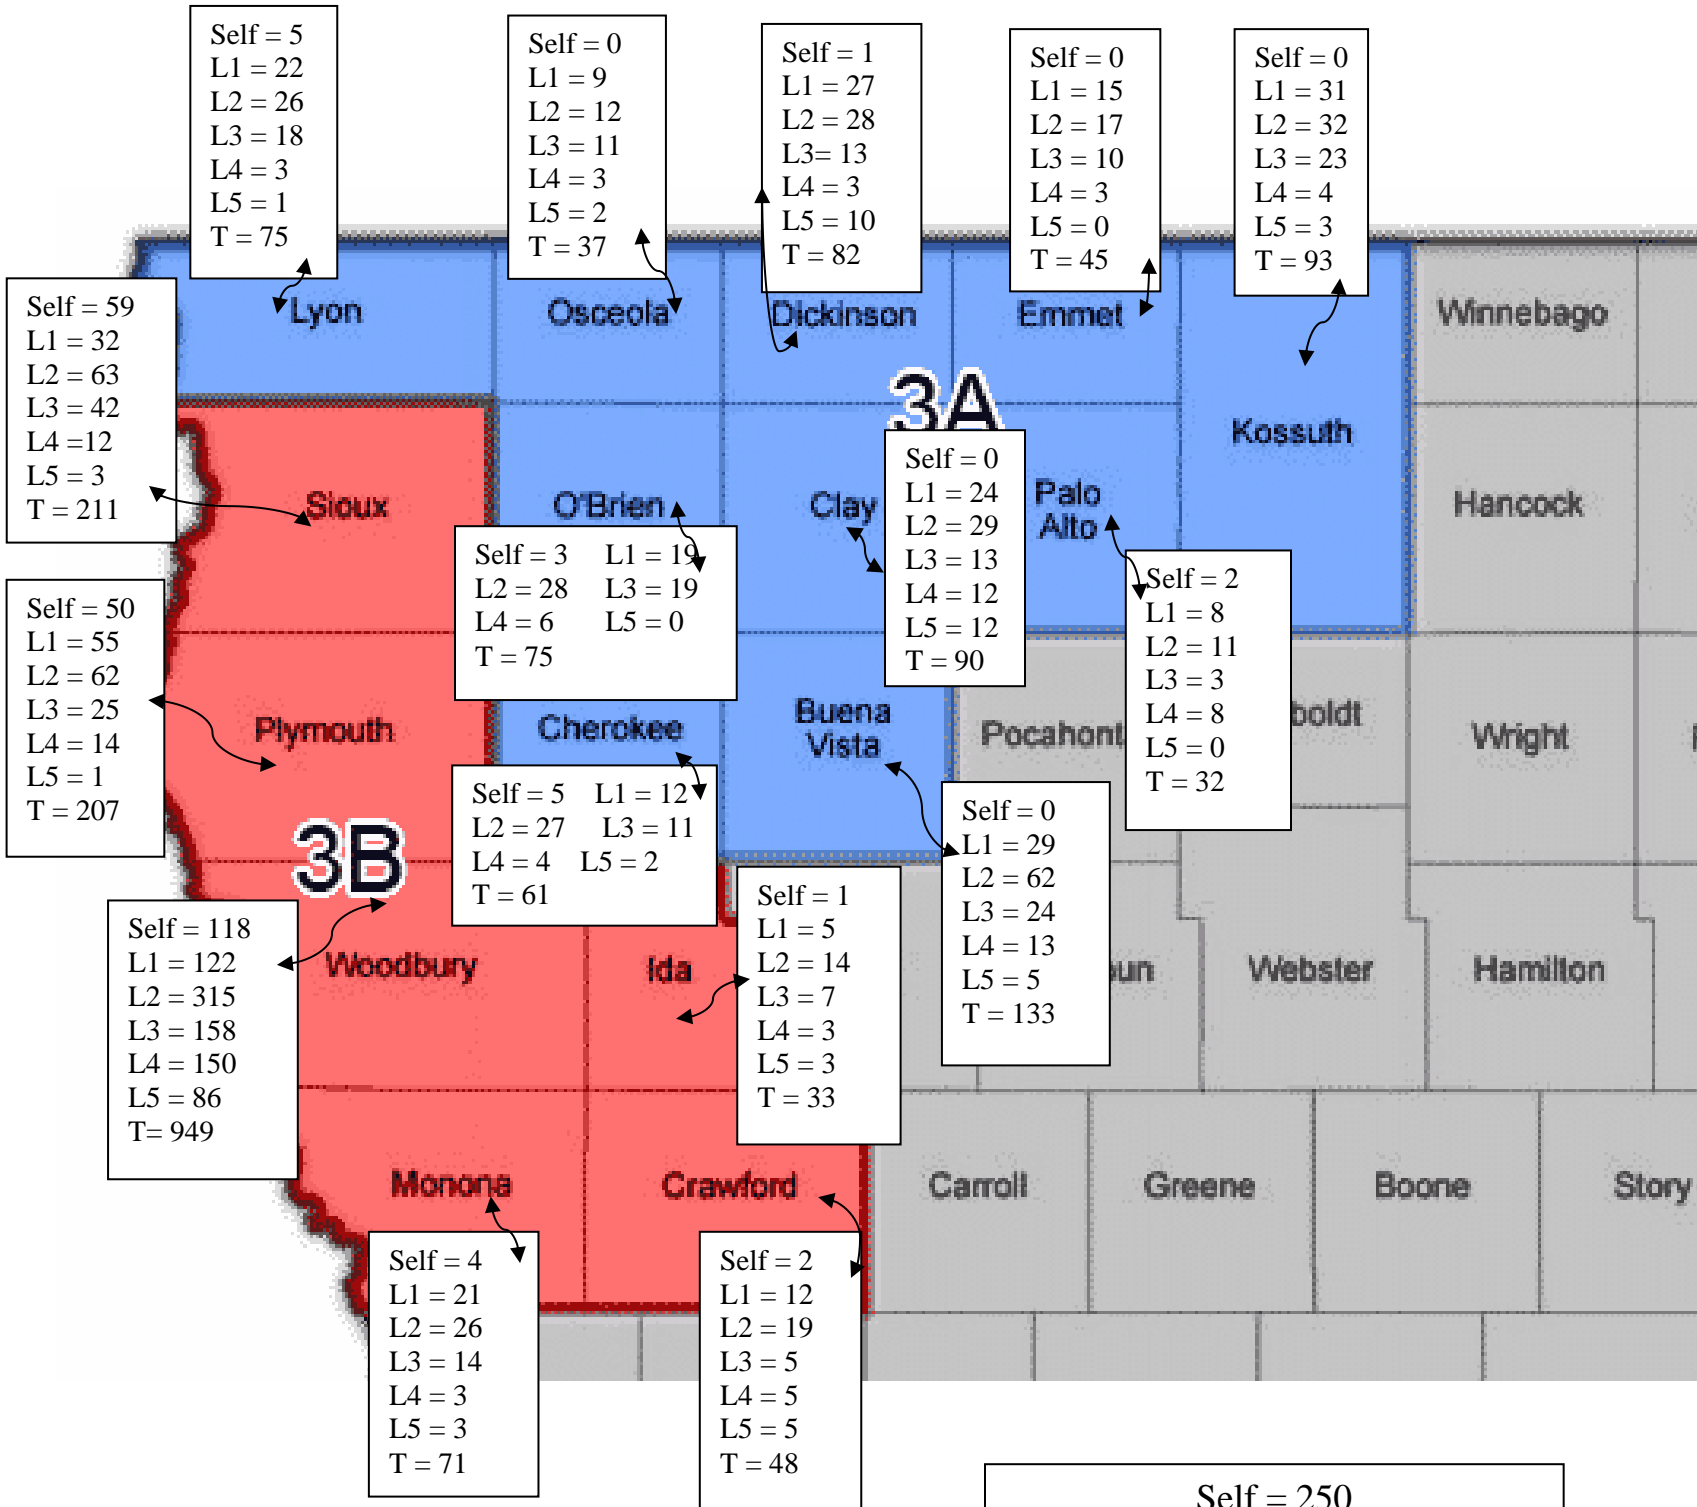 Self = 5
L1 = 22
L2 = 26
L3 = 18
L4 = 3
L5 = 1
T = 75
Self = 0
L1 = 9
L2 = 12
L3 = 11
L4 = 3
L5 = 2
T = 37
Self = 1
L1 = 27
L2 = 28
L3= 13
L4 = 3
L5 = 10
T = 82
Self = 0
L1 = 15
L2 = 17
L3 = 10
L4 = 3
L5 = 0
T = 45
Self = 0
L1 = 31
L2 = 32
L3 = 23
L4 = 4
L5 = 3
T = 93
Lyon
Osceola
Dickinson
Emmet
Winnebago
Self = 59
L1 = 32
L2 = 63
L3 = 42
L4 =12
L5 = 3
T = 211
3A
Kossuth
Sioux
O'Brien
Clay
Palo
Alto
Hancock
Self = 0
L1 = 24
L2 = 29
L3 = 13
L4 = 12
L5 = 12
T = 90
Self = 3 L1 = 19
L2 = 28 L3 = 19
L4 = 6 L5 = 0
T = 75
Self = 2
L1 = 8
L2 = 11
L3 = 3
L4 = 8
L5 = 0
T = 32
Self = 50
L1 = 55
L2 = 62
L3 = 25
L4 = 14
L5 = 1
T = 207
Plymouth
Cherokee
Buena
Vista
Pocahont
boldt
Wright
Self = 5 L1 = 12
L2 = 27 L3 = 11
L4 = 4 L5 = 2
T = 61
Self = 0
L1 = 29
L2 = 62
L3 = 24
L4 = 13
L5 = 5
T = 133
3B
Self = 118
L1 = 122
L2 = 315
L3 = 158
L4 = 150
L5 = 86
T= 949
Woodbury
Ida
Self = 1
L1 = 5
L2 = 14
L3 = 7
L4 = 3
L5 = 3
T = 33
oun
Webster
Hamilton
Monona
Crawford
Carroll
Greene
Boone
Story
Self = 4
L1 = 21
L2 = 26
L3 = 14
L4 = 3
L5 = 3
T = 71
Self = 2
L1 = 12
L2 = 19
L3 = 5
L4 = 5
L5 = 5
T = 48
Self = 250